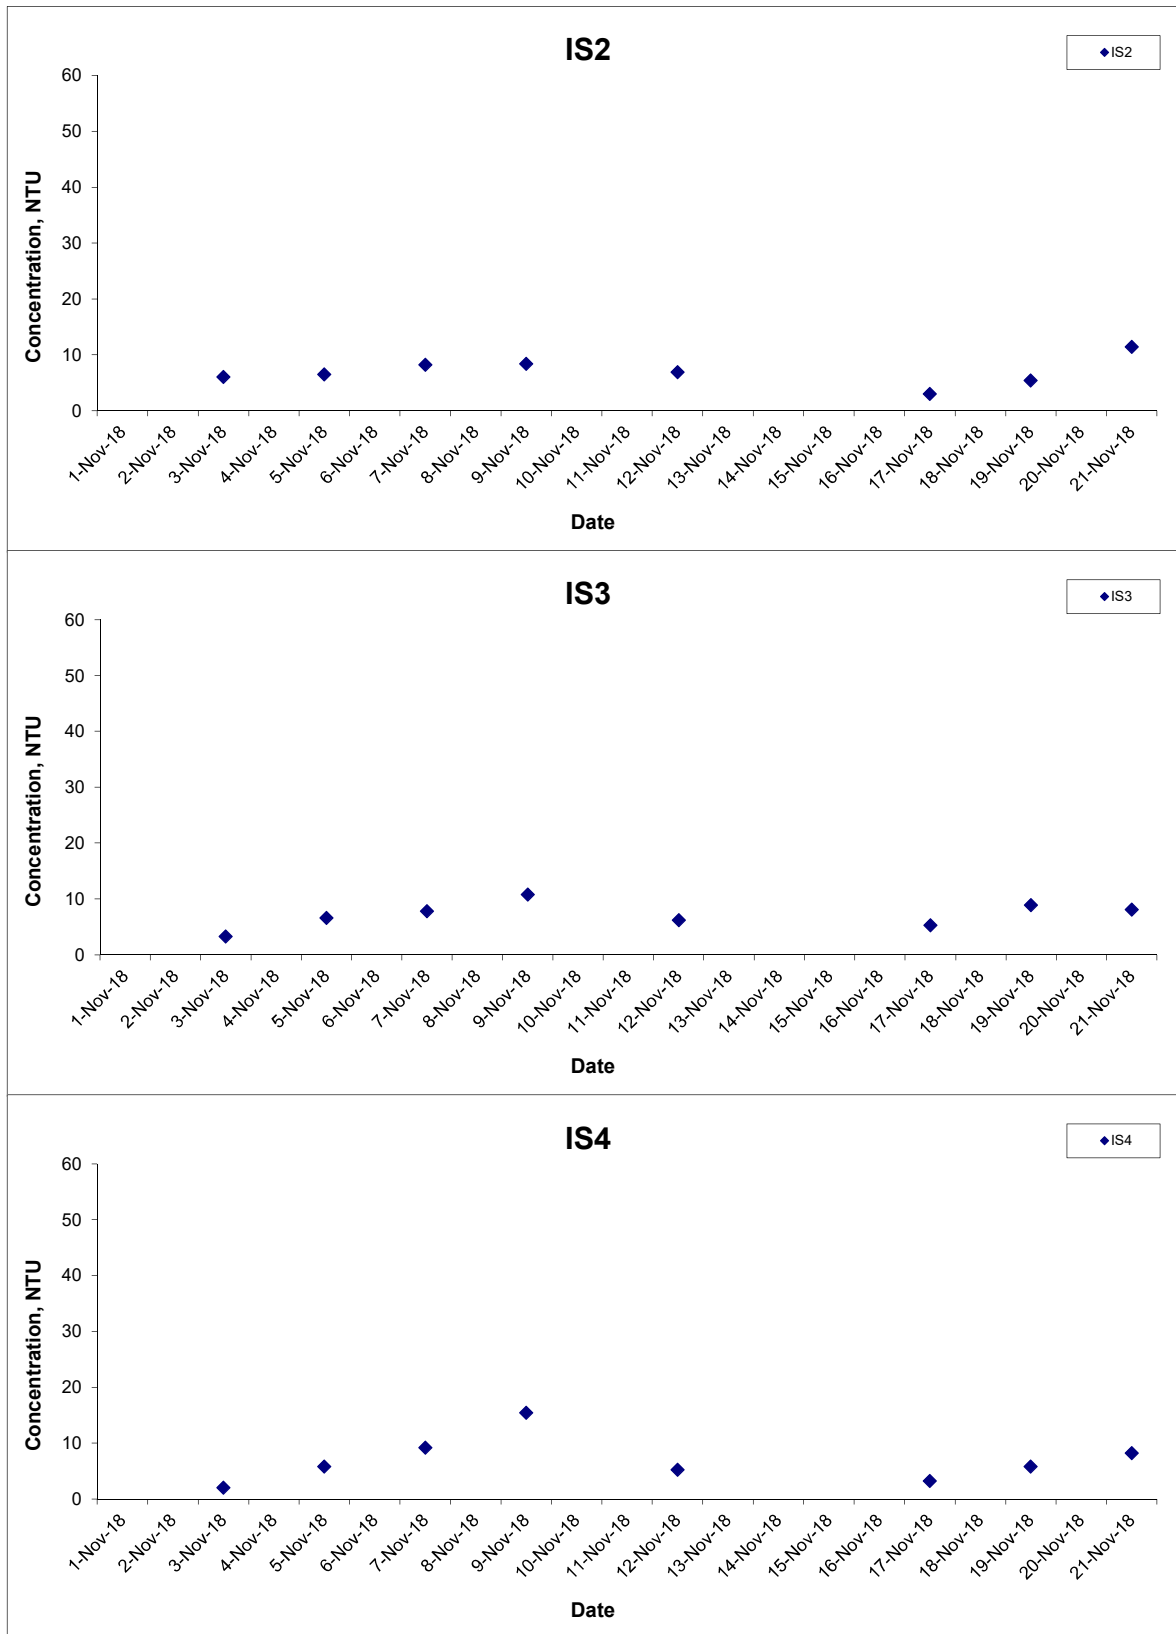 IS2
IS2
60
50
40
30
20
10
0
Concentration, NTU
1-Nov-18
2-Nov-18
3-Nov-18
4-Nov-18
5-Nov-18
6-Nov-18
7-Nov-18
8-Nov-18
9-Nov-18
10-Nov-18
11-Nov-18
12-Nov-18
13-Nov-18
14-Nov-18
15-Nov-18
16-Nov-18
17-Nov-18
18-Nov-18
19-Nov-18
20-Nov-18
21-Nov-18
Date
IS3
IS3
60
50
40
30
20
10
0
Concentration, NTU
1-Nov-18
2-Nov-18
3-Nov-18
4-Nov-18
5-Nov-18
6-Nov-18
7-Nov-18
8-Nov-18
9-Nov-18
10-Nov-18
11-Nov-18
12-Nov-18
13-Nov-18
14-Nov-18
15-Nov-18
16-Nov-18
17-Nov-18
18-Nov-18
19-Nov-18
20-Nov-18
21-Nov-18
Date
IS4
IS4
60
50
40
30
20
10
0
Concentration, NTU
1-Nov-18
2-Nov-18
3-Nov-18
4-Nov-18
5-Nov-18
6-Nov-18
7-Nov-18
8-Nov-18
9-Nov-18
10-Nov-18
11-Nov-18
12-Nov-18
13-Nov-18
14-Nov-18
15-Nov-18
16-Nov-18
17-Nov-18
18-Nov-18
19-Nov-18
20-Nov-18
21-Nov-18
Date